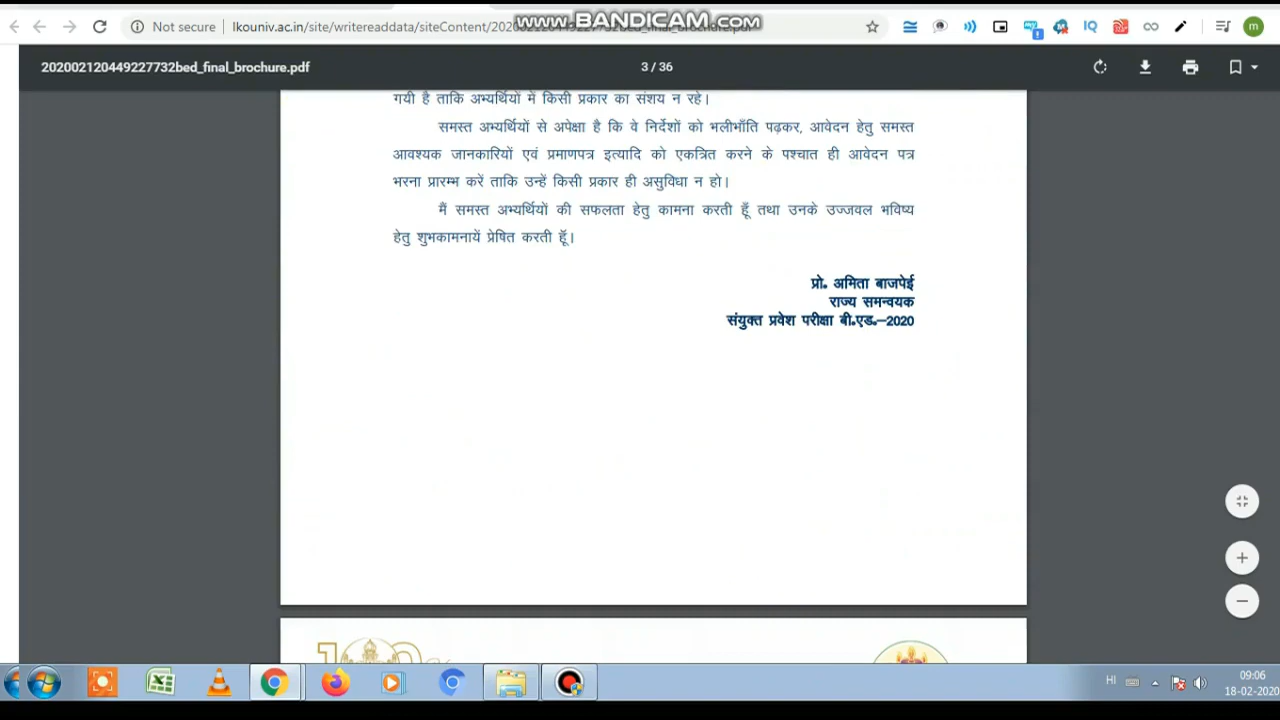 www.BANDICAM.com
Not secure
lkouniv.ac.in/site/writereaddata/siteContent/202002120449227732bed_final_brochure.pdf
IQ
m
202002120449227732bed_final_brochure.pdf
3 / 36
गयी है ताकि अभ्यर्थियों में किसी प्रकार का संशय न रहे।
समस्त अभ्यर्थियों से अपेक्षा है कि वे निर्देशों को भलीभाँति पढ़कर, आवेदन हेतु समस्त
आवश्यक जानकारियों एवं प्रमाणपत्र इत्यादि को एकत्रित करने के पश्चात ही आवेदन पत्र
भरना प्रारम्भ करें ताकि उन्हें किसी प्रकार ही असुविधा न हो।
मैं समस्त अभ्यर्थियों की सफलता हेतु कामना करती हूँ तथा उनके उज्जवल भविष्य
हेतु शुभकामनायें प्रेषित करती हूँ।
प्रो. अमिता बाजपेई
राज्य समन्वयक
संयुक्त प्रवेश परीक्षा बी.एड.–2020
HI
09:06
18-02-2020